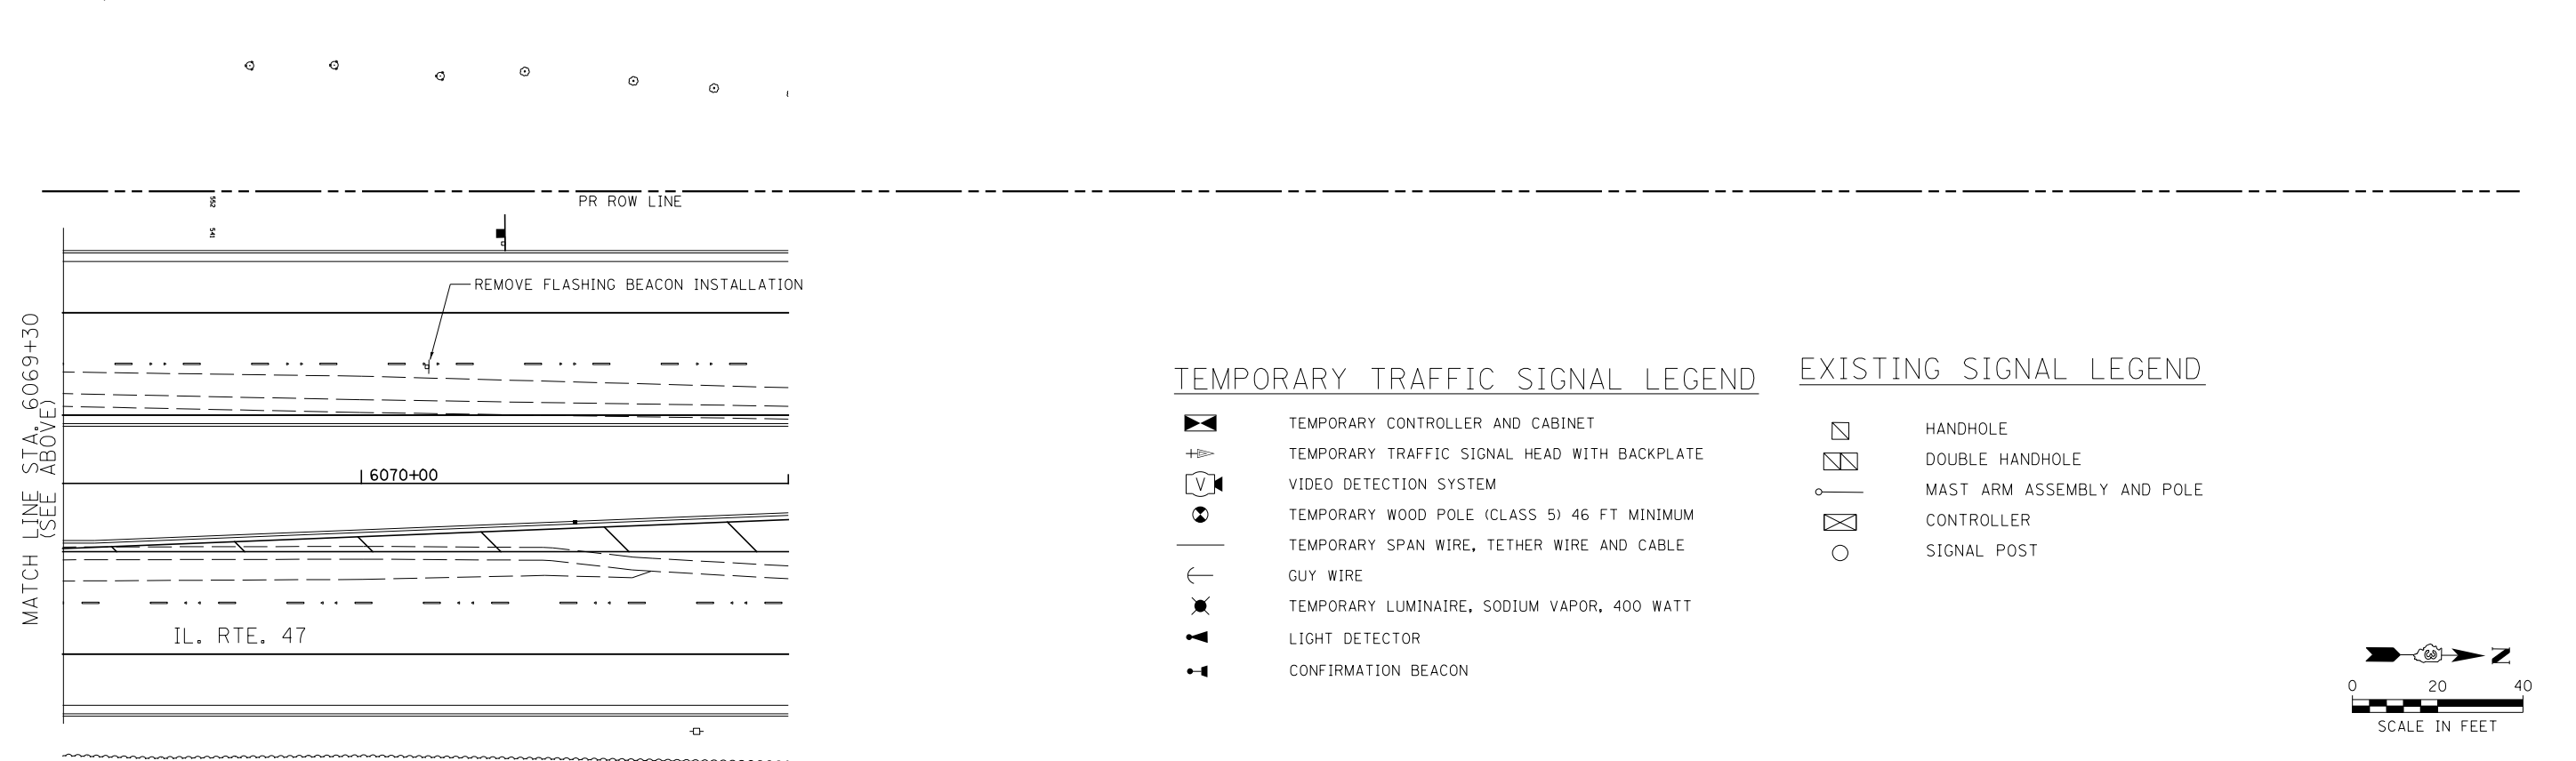 PR ROW LINE
REMOVE FLASHING BEACON INSTALLATION
MATCH LINE STA. 6069+30
(SEE ABOVE)
6070+00
IL. RTE. 47
TEMPORARY TRAFFIC SIGNAL LEGEND
TEMPORARY CONTROLLER AND CABINET
TEMPORARY TRAFFIC SIGNAL HEAD WITH BACKPLATE
V
VIDEO DETECTION SYSTEM
TEMPORARY WOOD POLE (CLASS 5) 46 FT MINIMUM
TEMPORARY SPAN WIRE, TETHER WIRE AND CABLE
GUY WIRE
TEMPORARY LUMINAIRE, SODIUM VAPOR, 400 WATT
LIGHT DETECTOR
CONFIRMATION BEACON
EXISTING SIGNAL LEGEND
HANDHOLE
DOUBLE HANDHOLE
MAST ARM ASSEMBLY AND POLE
CONTROLLER
SIGNAL POST
N
0 20 40
SCALE IN FEET